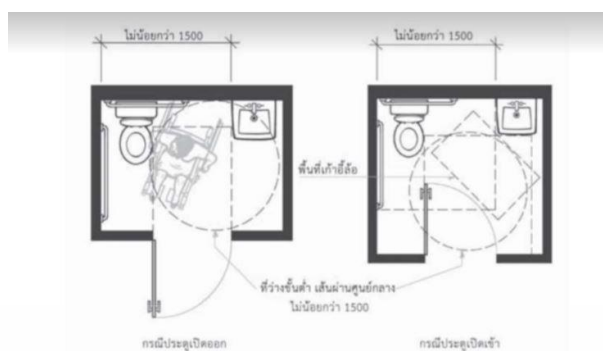 ไม่น้อยกว่า 1500
ไม่น้อยกว่า 1500
พื้นที่เก้าอี้ล้อ
ที่ว่างขั้นต่ำ เส้นผ่านศูนย์กลาง
ไม่น้อยกว่า 1500
กรณีประตูเปิดออก
กรณีประตูเปิดเข้า